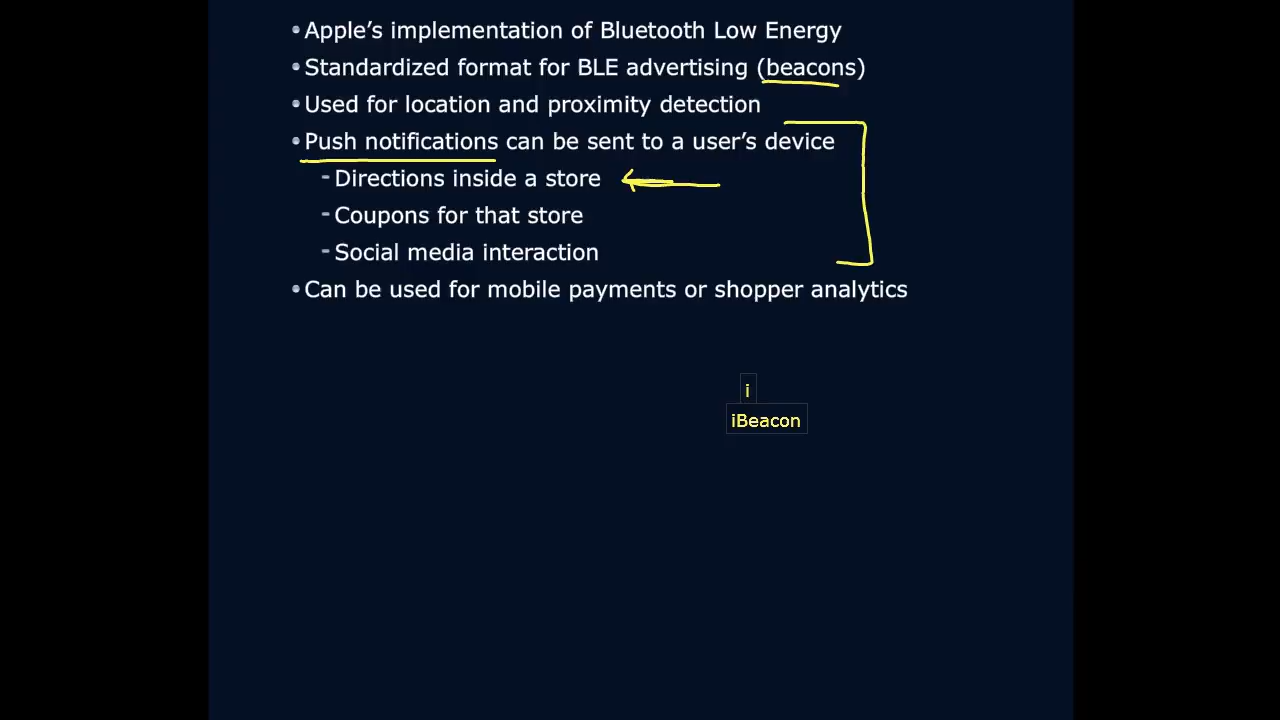 •Apple’s implementation of Bluetooth Low Energy
•Standardized format for BLE advertising (beacons)
•Used for location and proximity detection
•Push notifications can be sent to a user’s device
-Directions inside a store
-Coupons for that store
-Social media interaction
•Can be used for mobile payments or shopper analytics
i
iBeacon